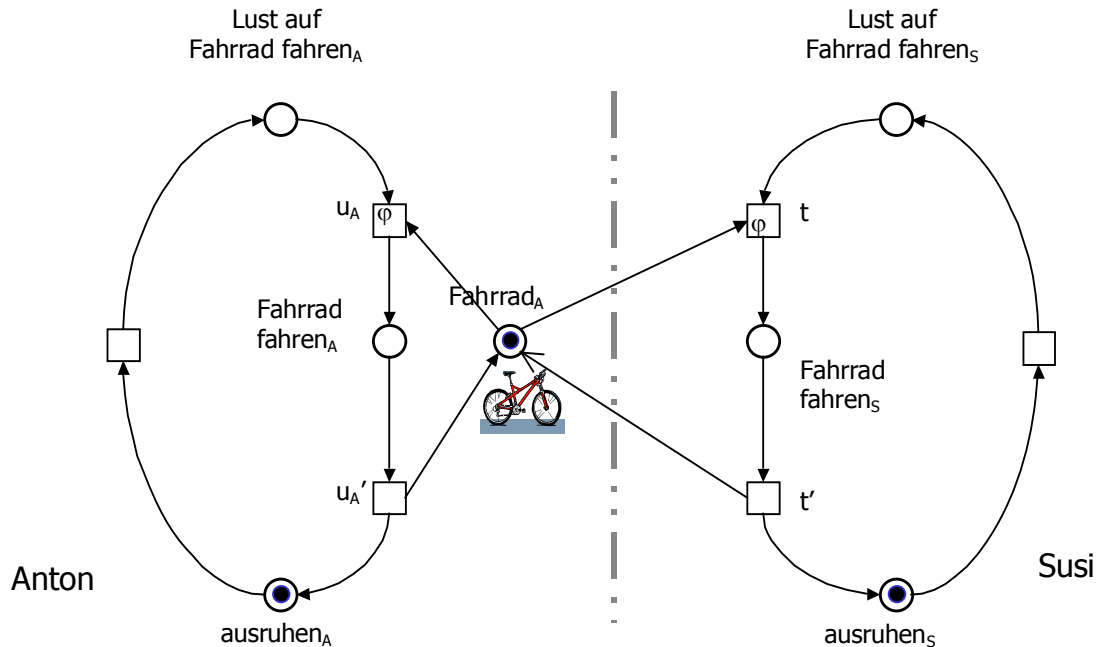 Lust auf
Fahrrad fahrenA
Lust auf
Fahrrad fahrenS
uA
φ
φ
t
FahrradA
Fahrrad
fahrenA
Fahrrad
fahrenS
uA’
t’
Anton
Susi
ausruhenA
ausruhenS